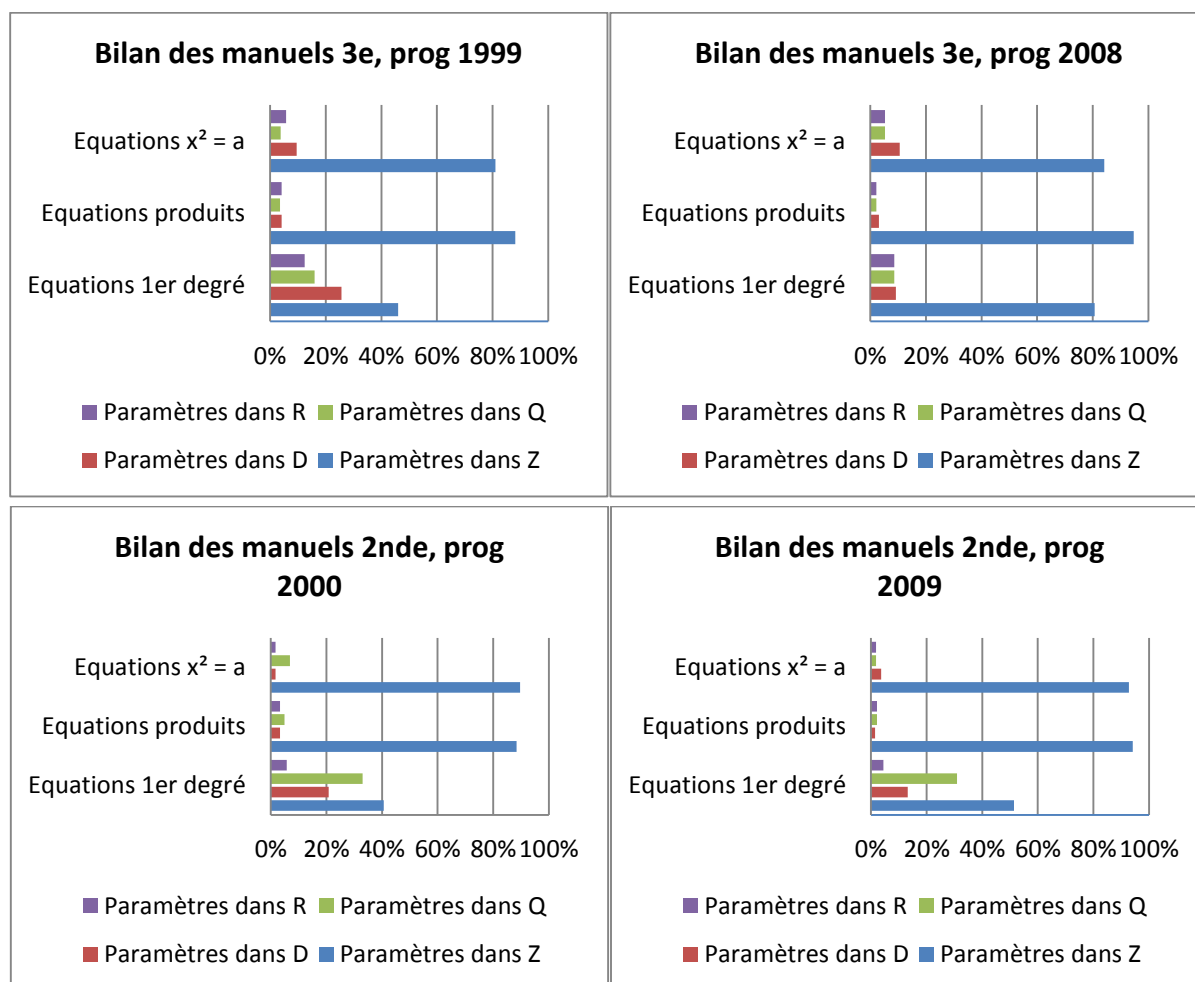 Bilan des manuels 3e, prog 1999
Equations x² = a
Equations produits
Equations 1er degré
0% 20% 40% 60% 80% 100%
Paramètres dans R Paramètres dans Q
Paramètres dans D Paramètres dans Z
Bilan des manuels 3e, prog 2008
Equations x² = a
Equations produits
Equations 1er degré
0% 20% 40% 60% 80% 100%
Paramètres dans R Paramètres dans Q
Paramètres dans D Paramètres dans Z
Bilan des manuels 2nde, prog
2000
Equations x² = a
Equations produits
Equations 1er degré
0% 20% 40% 60% 80% 100%
Paramètres dans R Paramètres dans Q
Paramètres dans D Paramètres dans Z
Bilan des manuels 2nde, prog
2009
Equations x² = a
Equations produits
Equations 1er degré
0% 20% 40% 60% 80% 100%
Paramètres dans R Paramètres dans Q
Paramètres dans D Paramètres dans Z